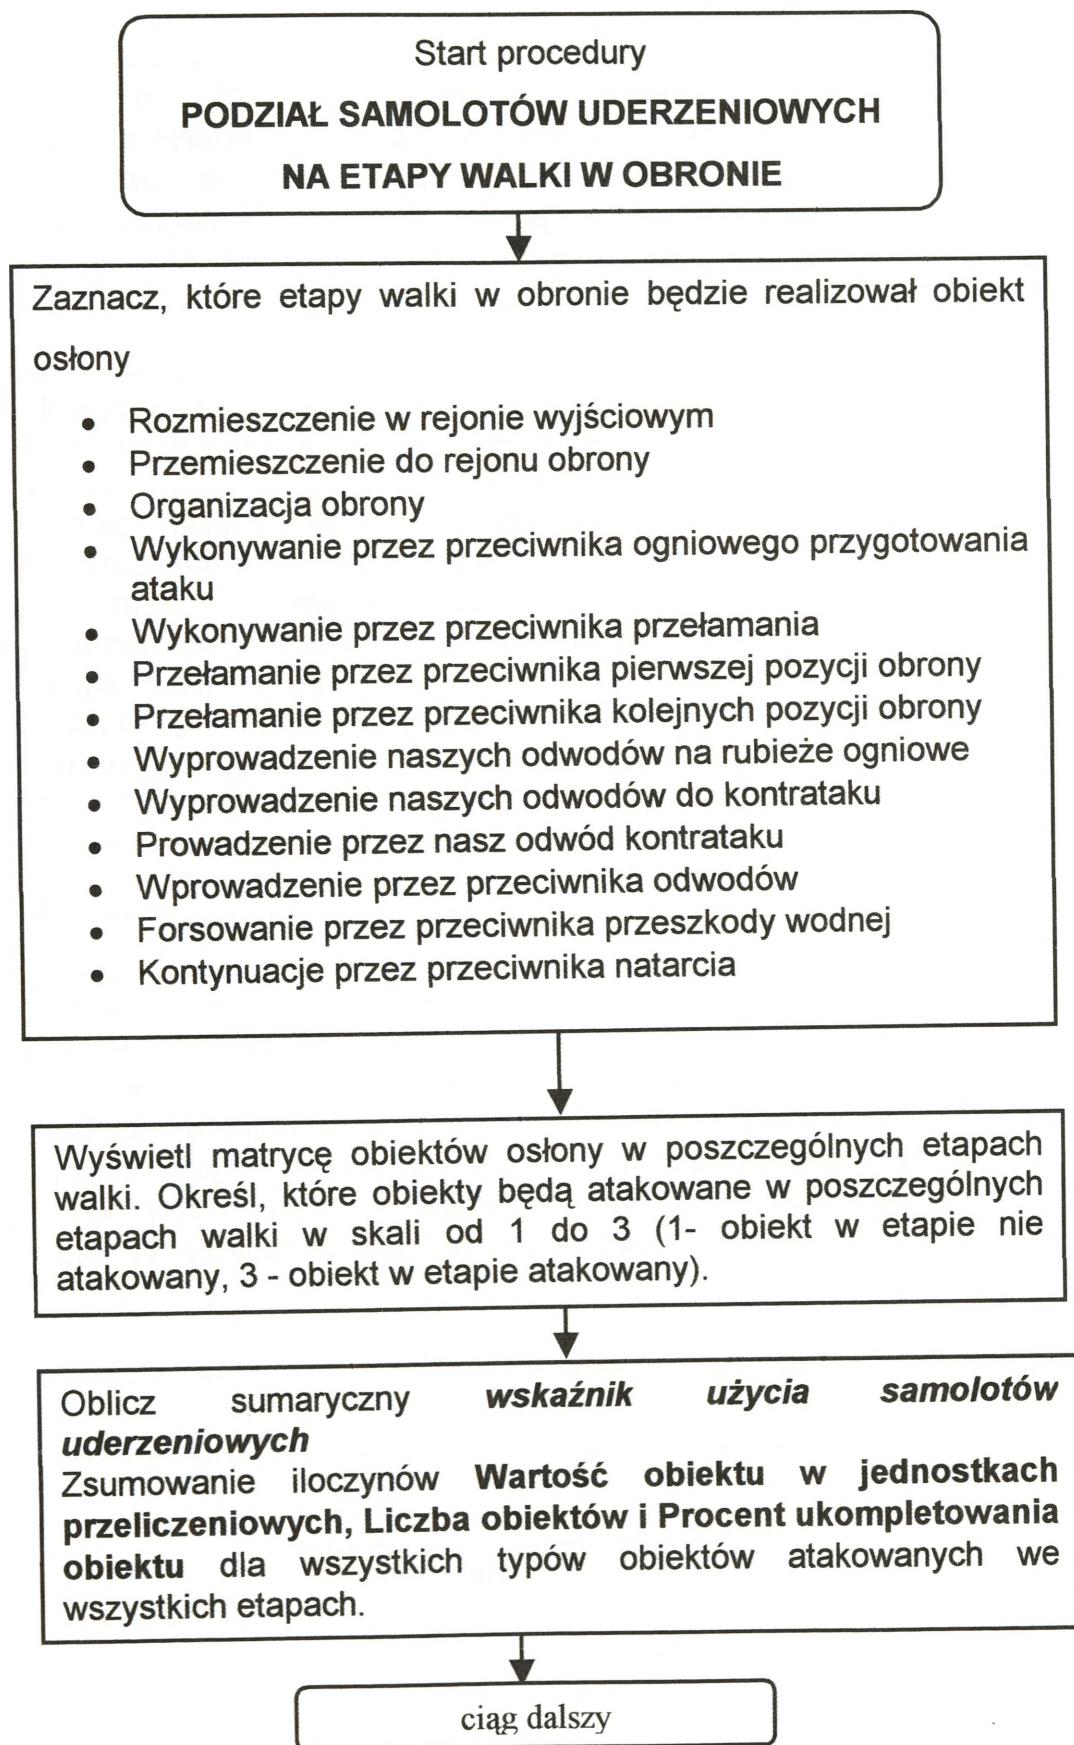 Start procedury
PODZIAŁ SAMOLOTÓW UDERZENIOWYCH
NA ETAPY WALKI W OBRONIE
Zaznacz, które etapy walki w obronie będzie realizował obiekt
osłony
• Rozmieszczenie w rejonie wyjściowym
• Przemieszczenie do rejonu obrony
• Organizacja obrony
• Wykonywanie przez przeciwnika ogniowego przygotowania
ataku
• Wykonywanie przez przeciwnika przełamania
• Przełamanie przez przeciwnika pierwszej pozycji obrony
• Przełamanie przez przeciwnika kolejnych pozycji obrony
• Wyprowadzenie naszych odwodów na rubieże ogniowe
• Wyprowadzenie naszych odwodów do kontrataku
• Prowadzenie przez nasz odwód kontrataku
• Wprowadzenie przez przeciwnika odwodów
• Forsowanie przez przeciwnika przeszkody wodnej
• Kontynuacje przez przeciwnika natarcia
Wyświetl matrycę obiektów osłony w poszczególnych etapach
walki. Określ, które obiekty będą atakowane w poszczególnych
etapach walki w skali od 1 do 3 (1- obiekt w etapie nie
atakowany, 3 - obiekt w etapie atakowany).
Oblicz sumaryczny wskaźnik użycia samolotów
uderzeniowych
Zsumowanie iloczynów Wartość obiektu w jednostkach
przeliczeniowych, Liczba obiektów i Procent ukompletowania
obiektu dla wszystkich typów obiektów atakowanych we
wszystkich etapach.
ciąg dalszy